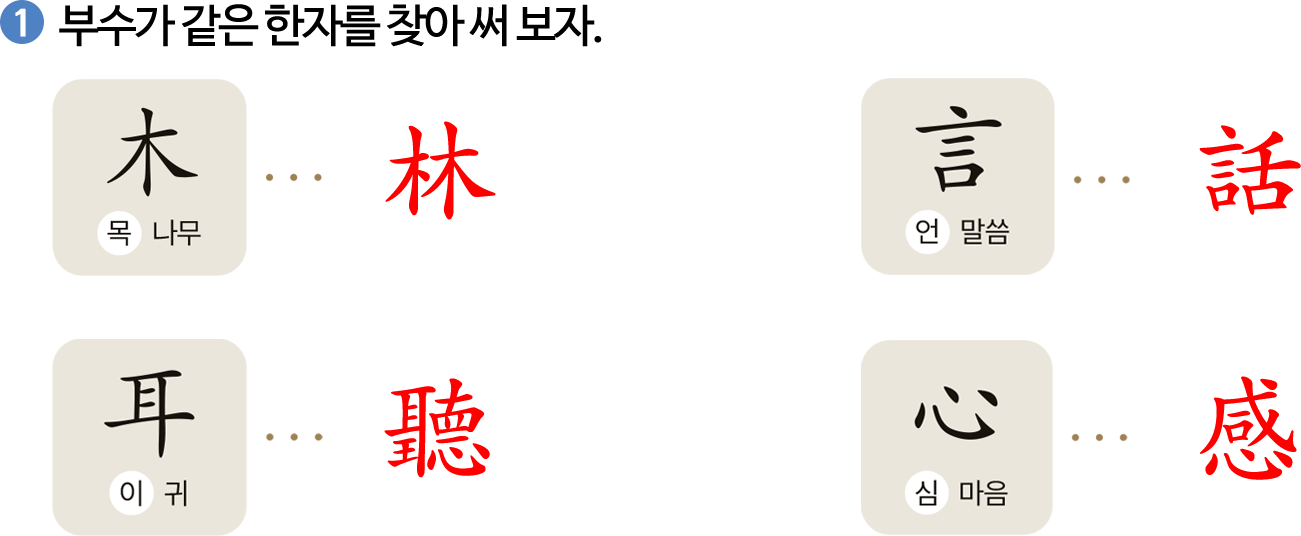 1 부수가 같은 한자를 찾아 써 보자.
木 ··· 林
목 나무
言 ··· 話
언 말씀
耳 ··· 聽
이 귀
心 ··· 感
심 마음